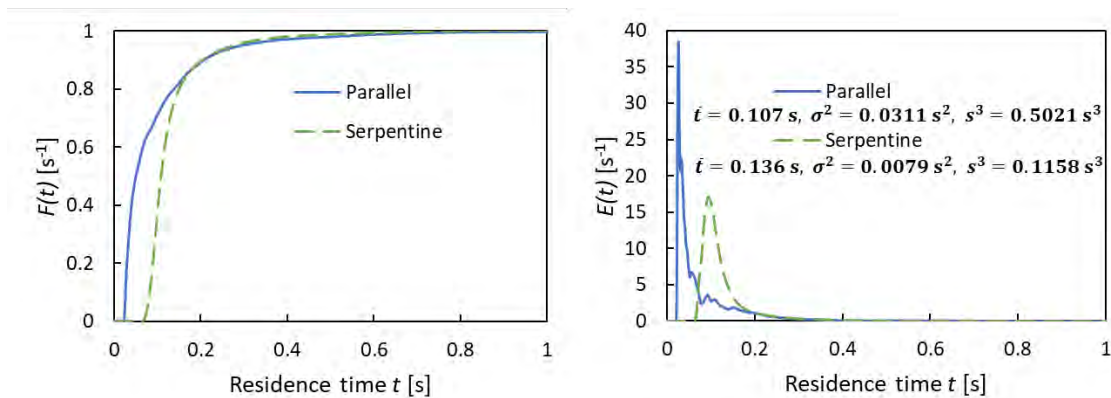 1
0.8
0.6
0.4
0.2
0
F(t) [s⁻¹]
Parallel
Serpentine
0 0.2 0.4 0.6 0.8 1
Residence time t [s]
40
35
30
25
20
15
10
5
0
E(t) [s⁻¹]
Parallel
ṫ = 0.107 s, σ² = 0.0311 s², s³ = 0.5021 s³
Serpentine
ṫ = 0.136 s, σ² = 0.0079 s², s³ = 0.1158 s³
0 0.2 0.4 0.6 0.8 1
Residence time t [s]